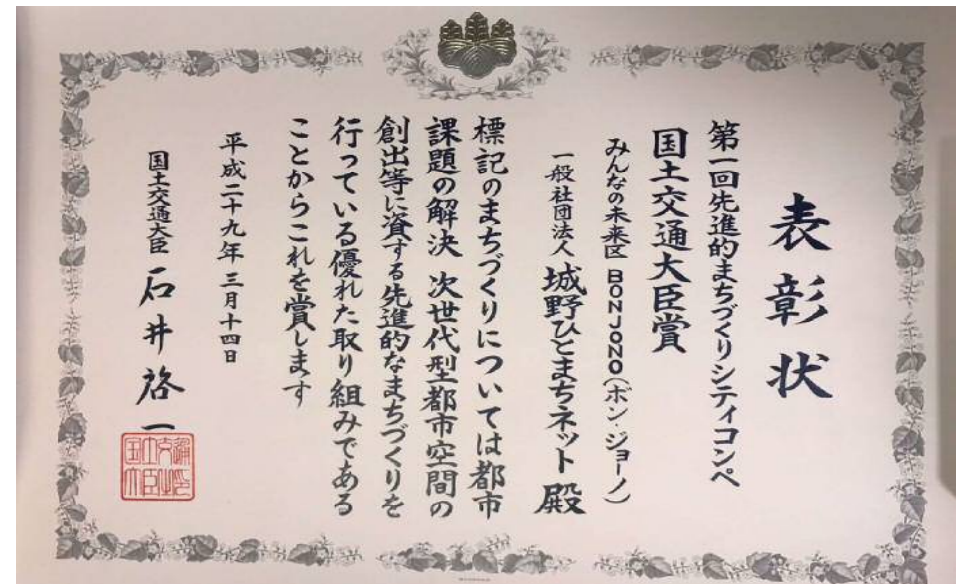 表彰状
第一回先進的まちづくりシティコンペ
国土交通大臣賞
みんなの未来区 BONJONO(ボン・ジョーノ)
一般社団法人 城野ひとまちネット 殿
標記のまちづくりについては都市
課題の解決 次世代型都市空間の
創出等に資する先進的なまちづくりを
行っている優れた取り組みである
ことからこれを賞します
平成二十九年 三月十四日
国土交通大臣 石井啓一